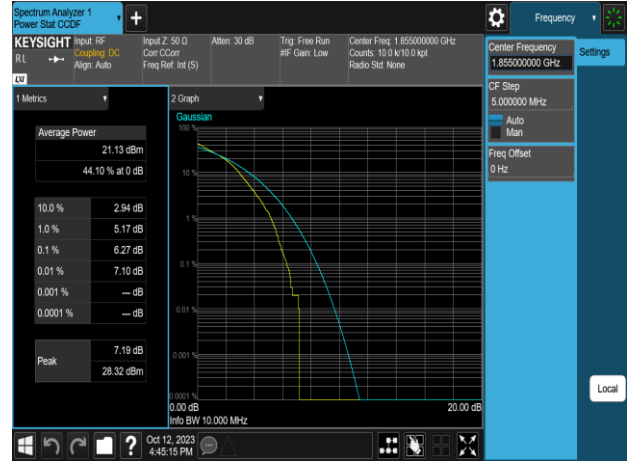 Spectrum Analyzer 1
Power Stat CCDF
+
Frequency
KEYSIGHT
Input: RF
Input Z: 50 Ω
Atten: 30 dB
Trig: Free Run
Center Freq: 1.855000000 GHz
R L
Coupling: DC
Corr CCorr
#IF Gain: Low
Counts: 10.0 k/10.0 kpt
Align: Auto
Freq Ref: Int (S)
Radio Std: None
LXI
Center Frequency
1.855000000 GHz
Settings
CF Step
5.000000 MHz
Auto
Man
Freq Offset
0 Hz
Local
1 Metrics
Average Power
21.13 dBm
44.10 % at 0 dB
10.0 % 2.94 dB
1.0 % 5.17 dB
0.1 % 6.27 dB
0.01 % 7.10 dB
0.001 % --- dB
0.0001 % --- dB
Peak
7.19 dB
28.32 dBm
2 Graph
Gaussian
100 %
10 %
1 %
0.1 %
0.01 %
0.001 %
0.0001 %
0.00 dB 20.00 dB
Info BW 10.000 MHz
?
Oct 12, 2023
4:45:15 PM